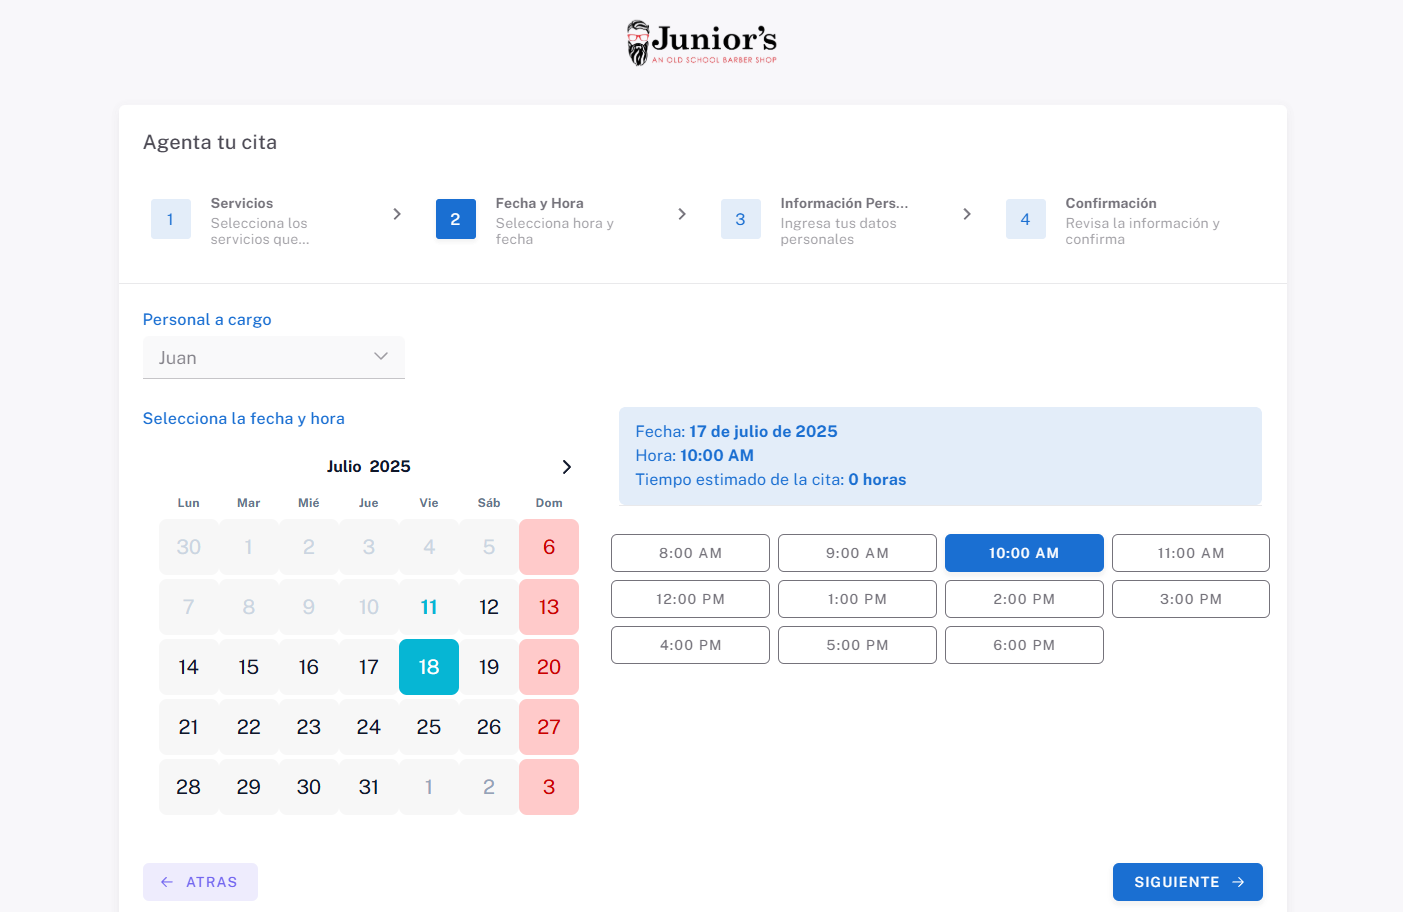 Junior's
AN OLD SCHOOL BARBER SHOP
Agenta tu cita
1
Servicios
Selecciona los
servicios que...
2
Fecha y Hora
Selecciona hora y
fecha
3
Información Pers...
Ingresa tus datos
personales
4
Confirmación
Revisa la información y
confirma
Personal a cargo
Juan
Selecciona la fecha y hora
Julio 2025
Lun Mar Mié Jue Vie Sáb Dom
30 1 2 3 4 5 6
7 8 9 10 11 12 13
14 15 16 17 18 19 20
21 22 23 24 25 26 27
28 29 30 31 1 2 3
Fecha: 17 de julio de 2025
Hora: 10:00 AM
Tiempo estimado de la cita: 0 horas
8:00 AM 9:00 AM 10:00 AM 11:00 AM
12:00 PM 1:00 PM 2:00 PM 3:00 PM
4:00 PM 5:00 PM 6:00 PM
ATRAS
SIGUIENTE